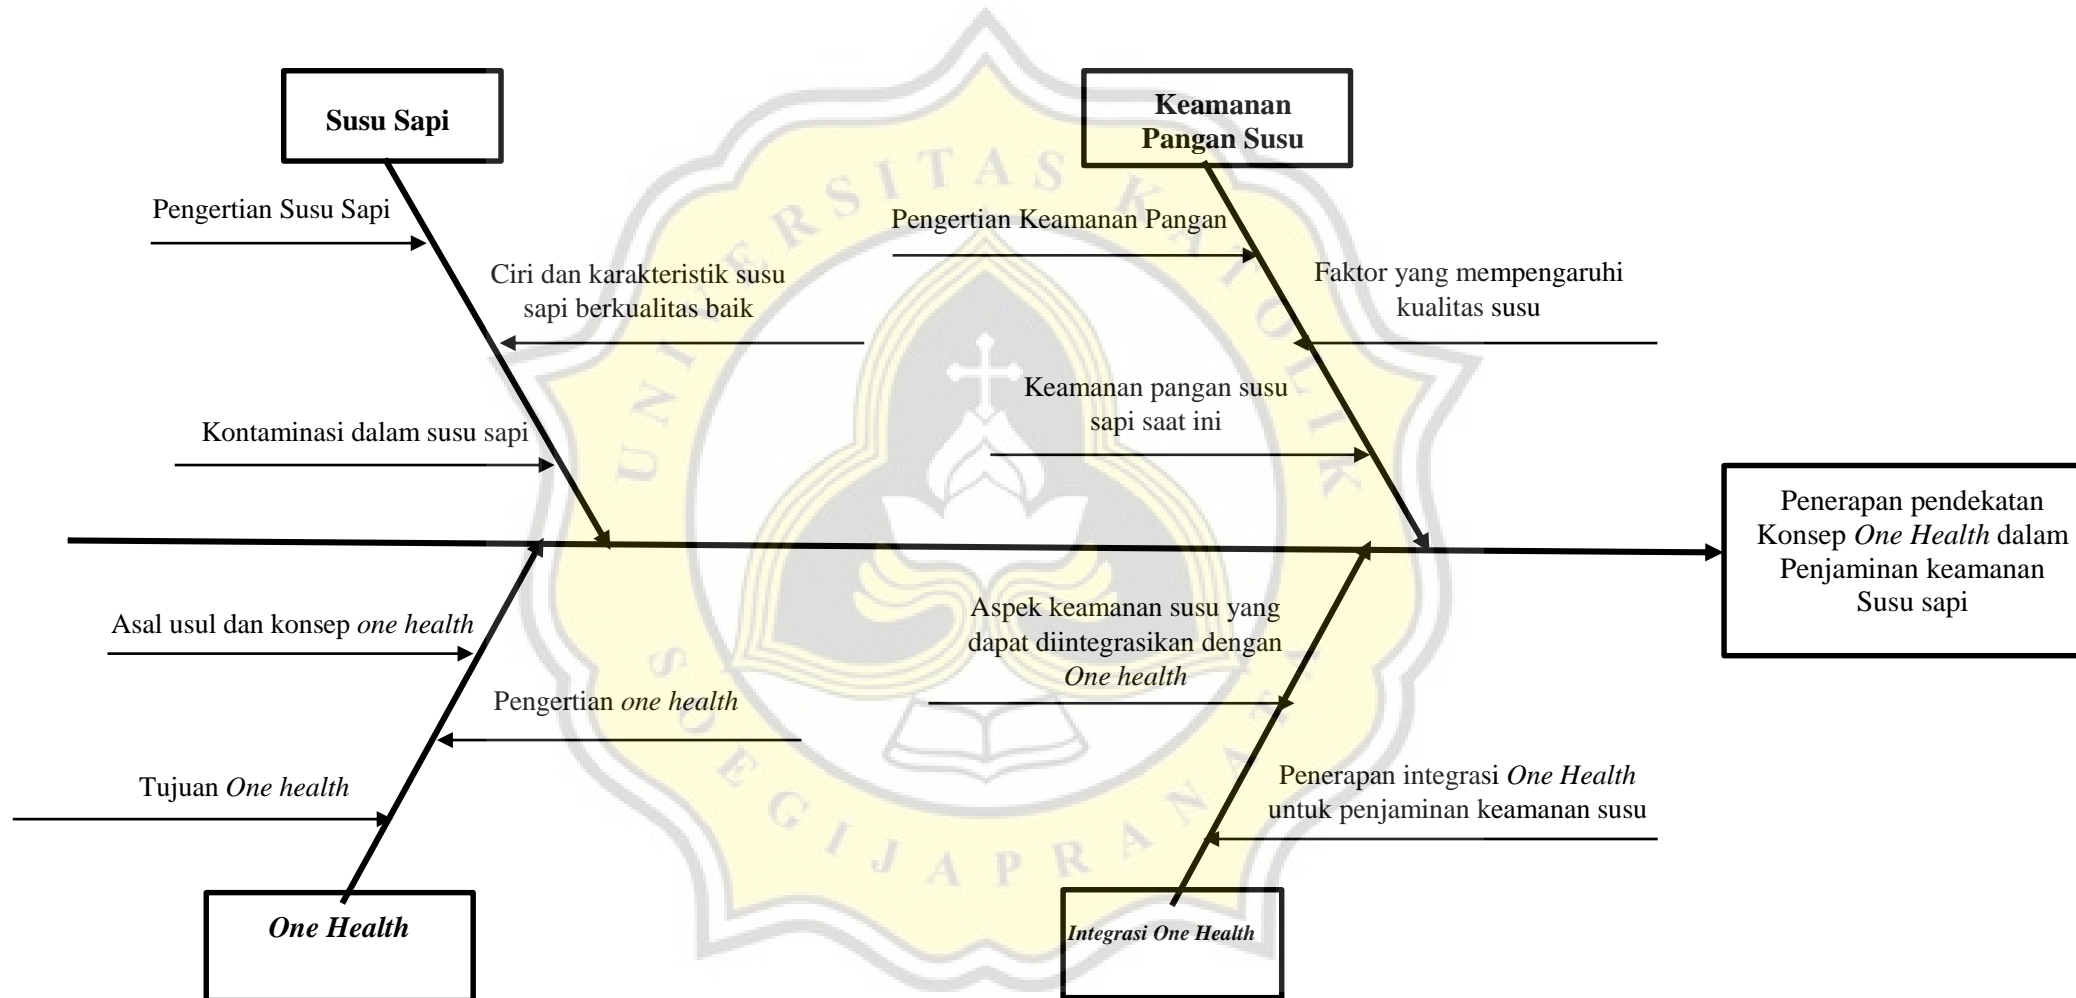 Susu Sapi
Keamanan
Pangan Susu
Pengertian Susu Sapi
Pengertian Keamanan Pangan
Ciri dan karakteristik susu
sapi berkualitas baik
Faktor yang mempengaruhi
kualitas susu
Kontaminasi dalam susu sapi
Keamanan pangan susu
sapi saat ini
Penerapan pendekatan
Konsep One Health dalam
Penjaminan keamanan
Susu sapi
Asal usul dan konsep one health
Aspek keamanan susu yang
dapat diintegrasikan dengan
One health
Pengertian one health
Tujuan One health
Penerapan integrasi One Health
untuk penjaminan keamanan susu
One Health
Integrasi One Health
UNIVERSITAS KATOLIK
SOEGIJAPRANATA